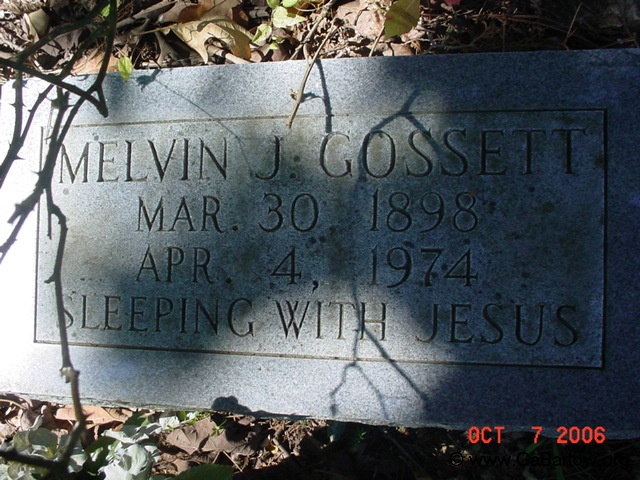 MELVIN J. GOSSETT
MAR. 30, 1898
APR. 4, 1974
SLEEPING WITH JESUS
OCT 7 2006